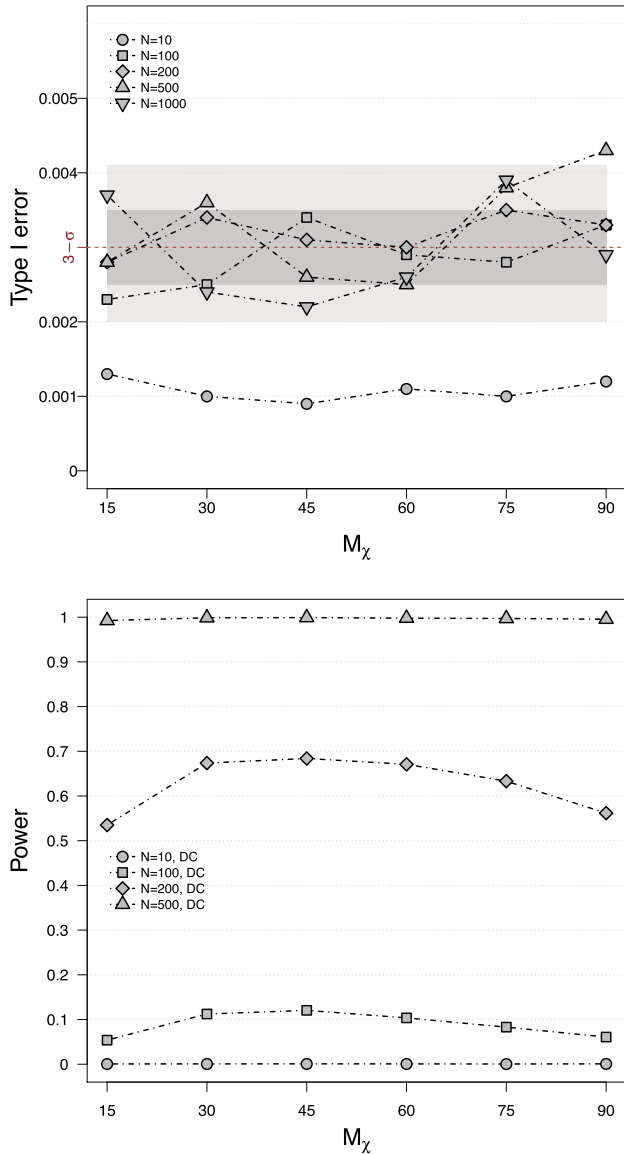 N=10
N=100
N=200
N=500
N=1000
0.005
0.004
3−σ
0.002
0.001
0
Type I error
15 30 45 60 75 90
Mχ
1
0.9
0.8
0.7
0.6
0.5
N=10, DC
N=100, DC
N=200, DC
N=500, DC
0.4
0.3
0.2
0.1
0
Power
15 30 45 60 75 90
Mχ